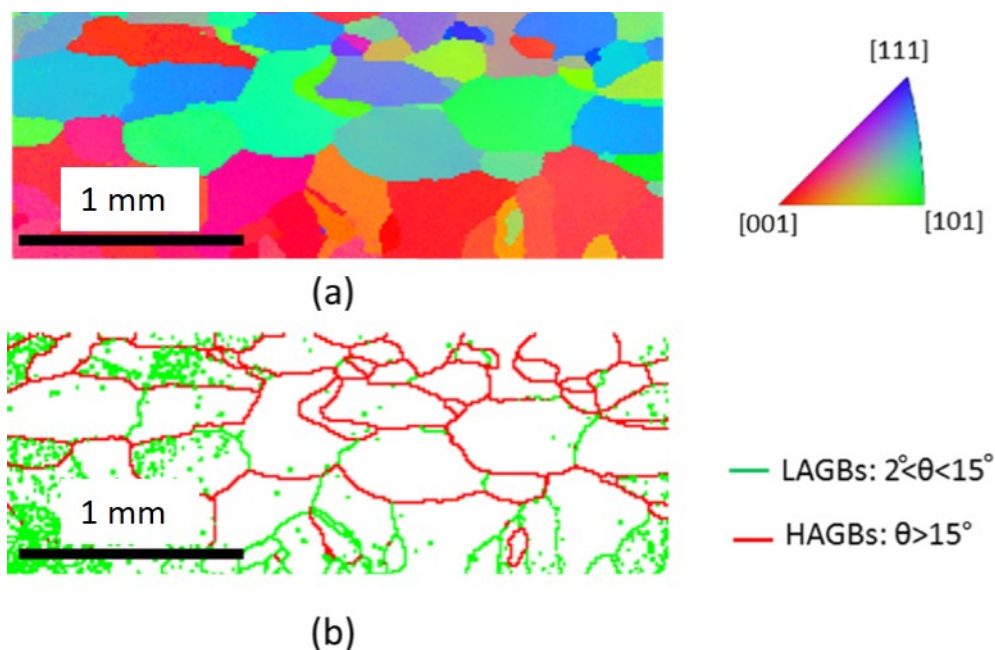 [111]
1 mm
[001]
[101]
(a)
LAGBs: 2°<θ<15°
1 mm
HAGBs: θ>15°
(b)